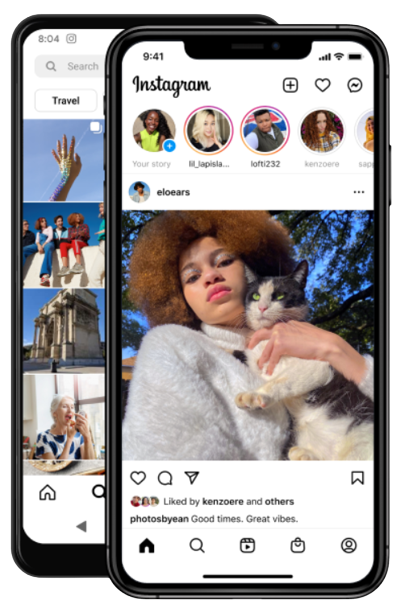 8:04
Search
Travel
9:41
Instagram
Your story
lil_lapisla...
lofti232
kenzoere
sapp
eloears
Liked by kenzoere and others
photosbyean Good times. Great vibes.